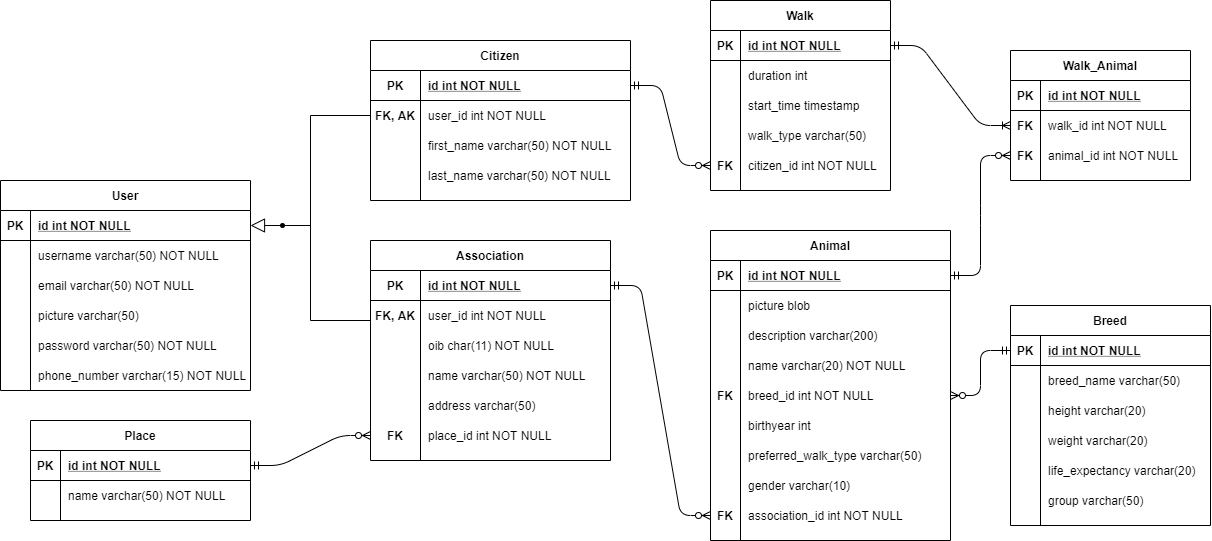 User
PK id int NOT NULL
username varchar(50) NOT NULL
email varchar(50) NOT NULL
picture varchar(50)
password varchar(50) NOT NULL
phone_number varchar(15) NOT NULL
Place
PK id int NOT NULL
name varchar(50) NOT NULL
Citizen
PK id int NOT NULL
FK, AK user_id int NOT NULL
first_name varchar(50) NOT NULL
last_name varchar(50) NOT NULL
Association
PK id int NOT NULL
FK, AK user_id int NOT NULL
oib char(11) NOT NULL
name varchar(50) NOT NULL
address varchar(50)
FK place_id int NOT NULL
Walk
PK id int NOT NULL
duration int
start_time timestamp
walk_type varchar(50)
FK citizen_id int NOT NULL
Animal
PK id int NOT NULL
picture blob
description varchar(200)
name varchar(20) NOT NULL
FK breed_id int NOT NULL
birthyear int
preferred_walk_type varchar(50)
gender varchar(10)
FK association_id int NOT NULL
Walk_Animal
PK id int NOT NULL
FK walk_id int NOT NULL
FK animal_id int NOT NULL
Breed
PK id int NOT NULL
breed_name varchar(50)
height varchar(20)
weight varchar(20)
life_expectancy varchar(20)
group varchar(50)